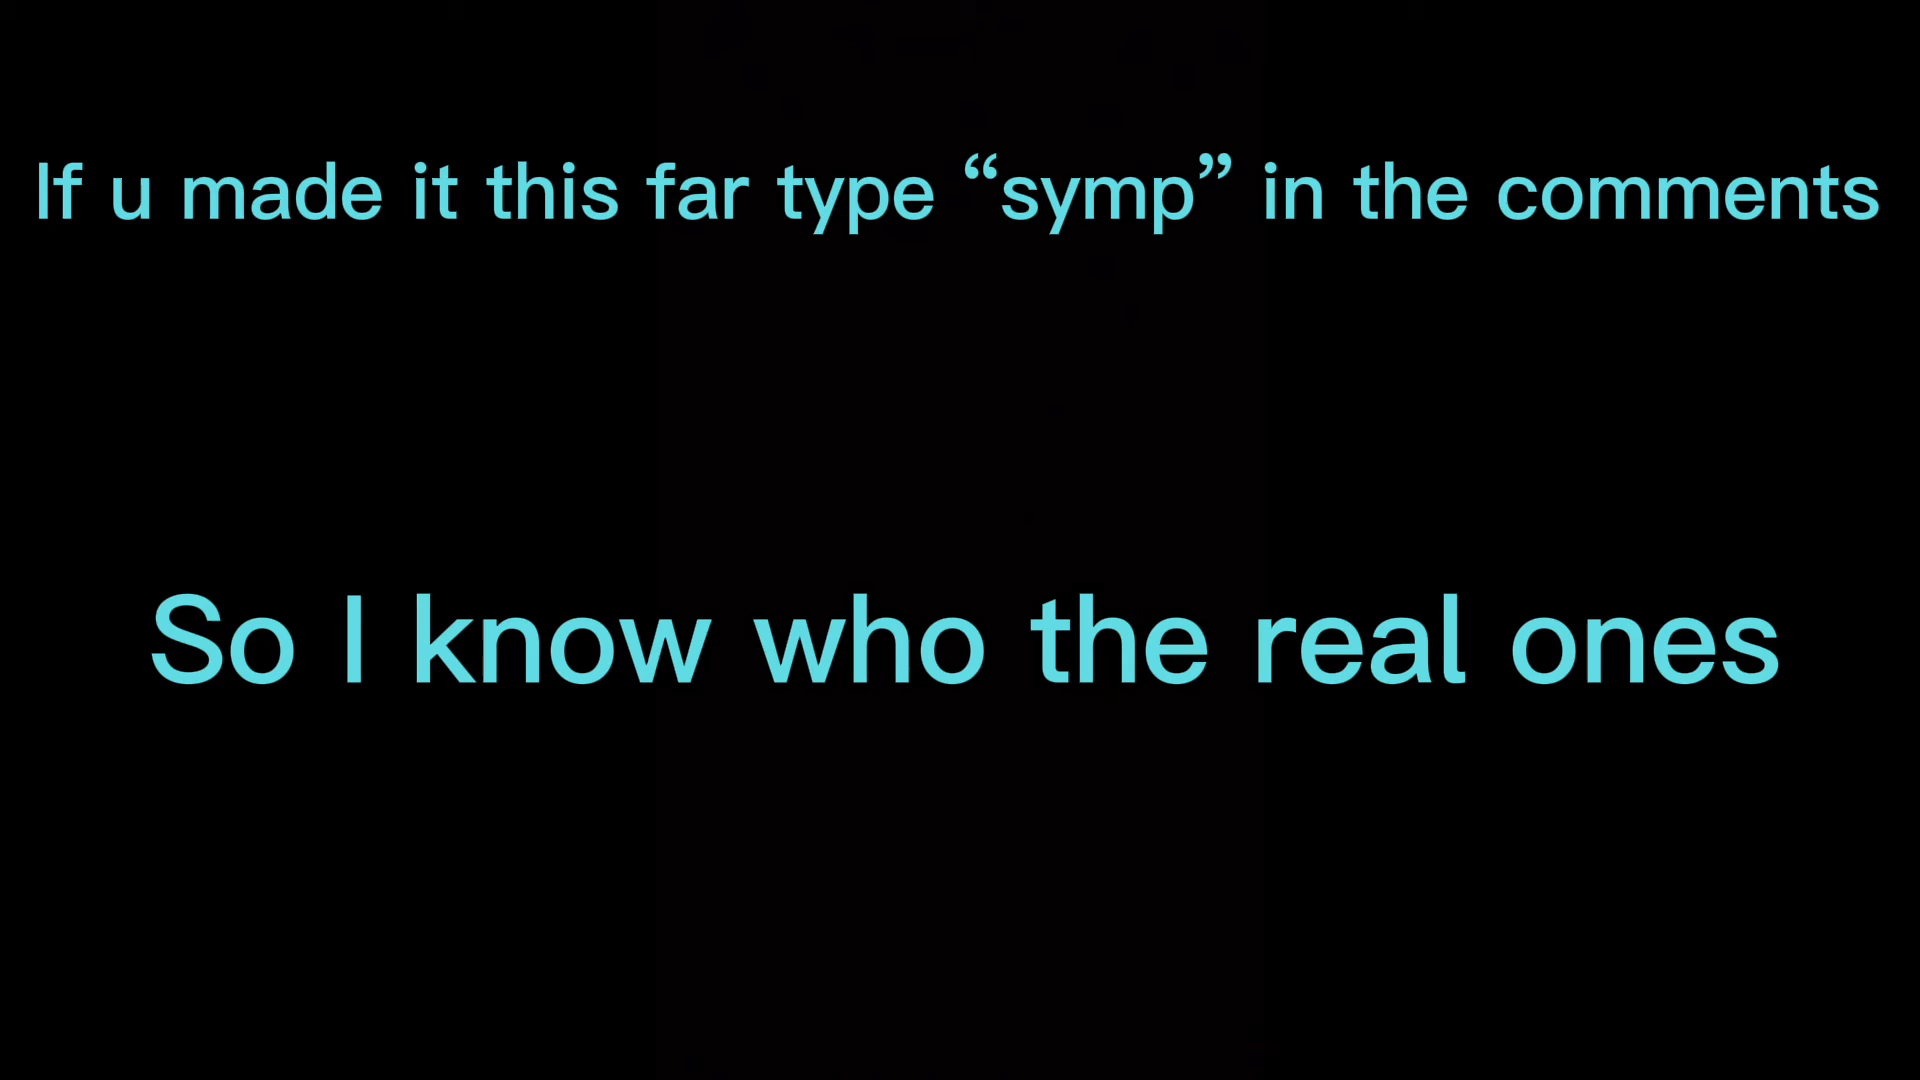 If u made it this far type “symp” in the comments
So I know who the real ones